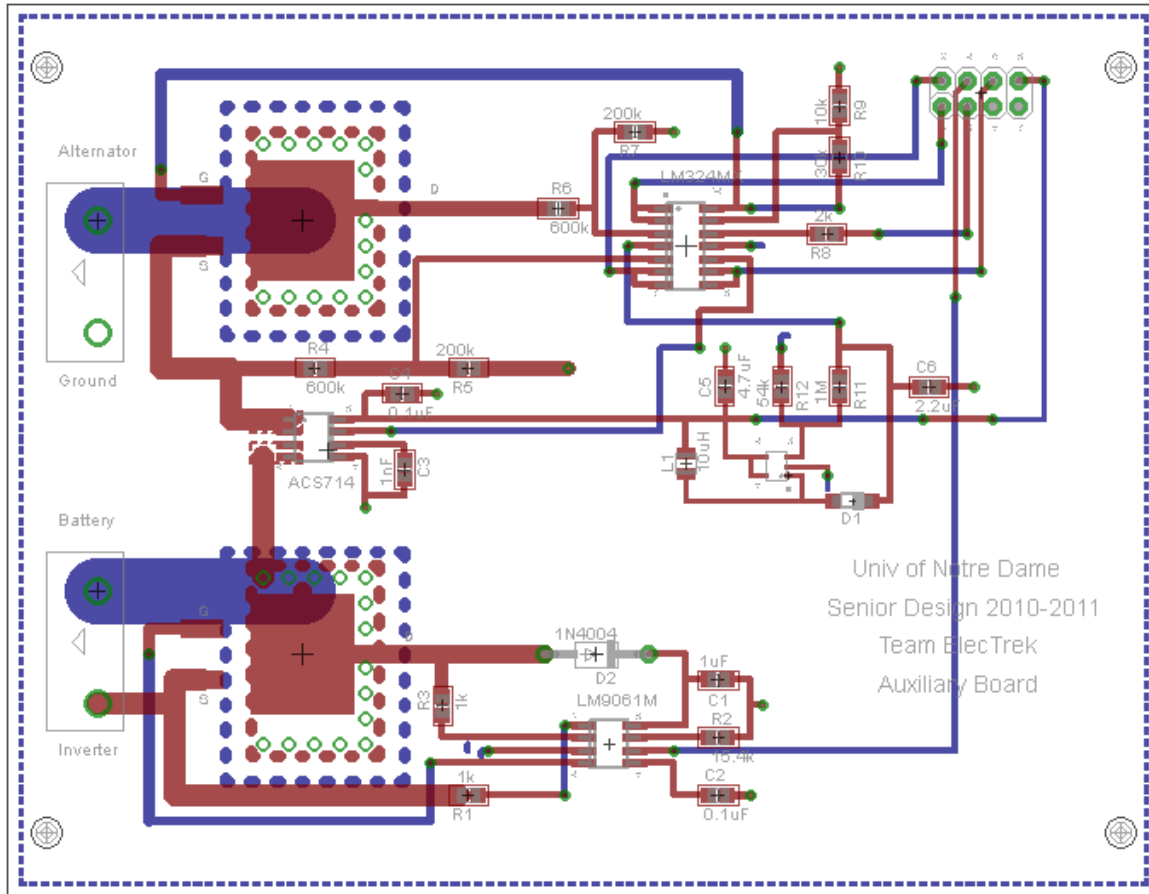 Alternator
G
S
D
Ground
R4
600k
200k
R5
C4
0.1uF
1nF
C3
ACS714
200k
R7
R6
600k
LM324M
10k
R9
30k
R10
2k
R8
C5
4.7uF
54k
R12
1M
R11
C6
2.2uF
L1
10uH
D1
Battery
G
S
Inverter
R3
1k
1N4004
D2
LM9061M
1uF
C1
R2
15.4k
C2
0.1uF
1k
R1
Univ of Notre Dame
Senior Design 2010-2011
Team ElecTrek
Auxiliary Board